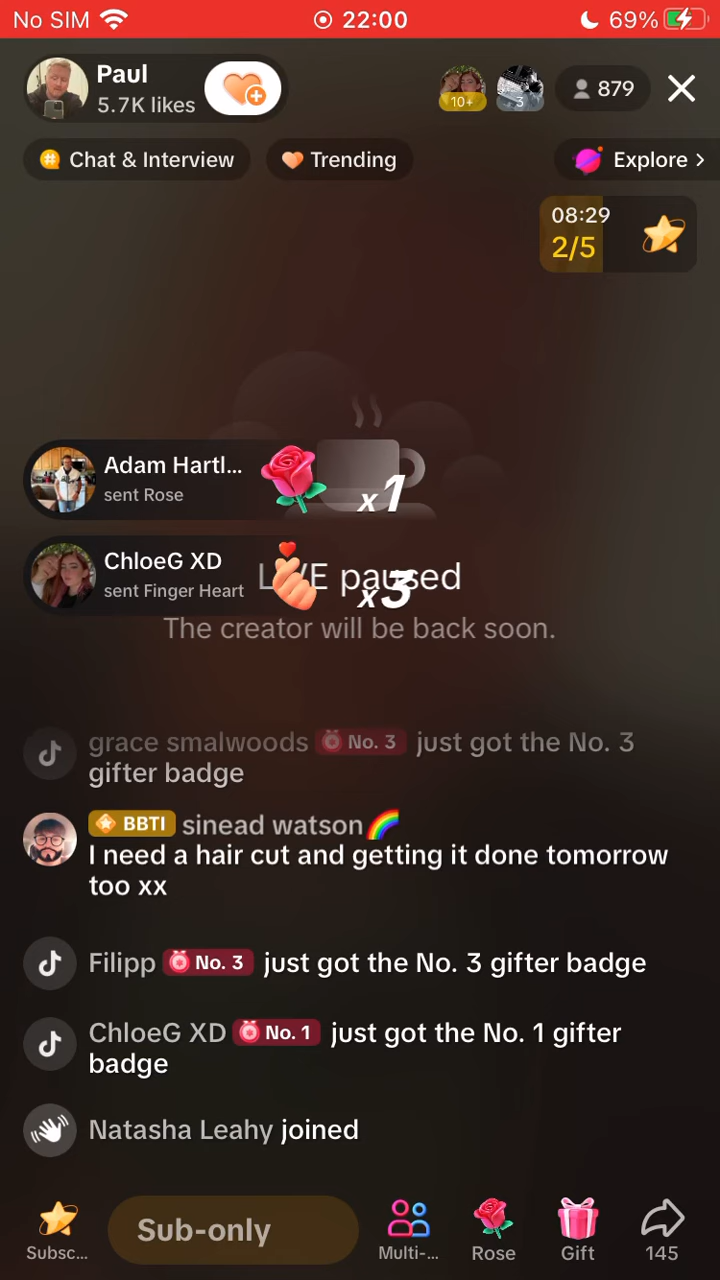 No SIM 22:00 69%
Paul
5.7K likes
10+ 3 879
Chat & Interview Trending Explore >
08:29
2/5
Adam Hartl...
sent Rose
x1
ChloeG XD
sent Finger Heart
x3
LIVE paused
The creator will be back soon.
grace smalwoods No. 3 just got the No. 3
gifter badge
BBTI sinead watson🌈
I need a hair cut and getting it done tomorrow
too xx
Filipp No. 3 just got the No. 3 gifter badge
ChloeG XD No. 1 just got the No. 1 gifter
badge
Natasha Leahy joined
Sub-only
Subsc... Multi-... Rose Gift 145